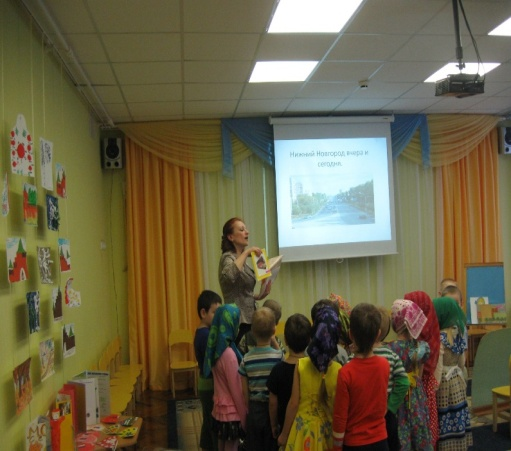 Нижний Новгород вчера и
сегодня.